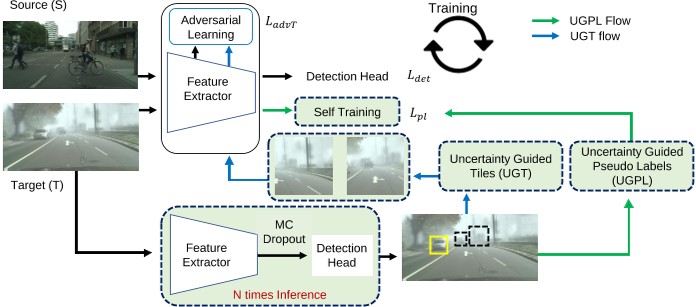 Source (S)
Adversarial
Learning
L_advT
Training
UGPL Flow
UGT flow
Feature
Extractor
Detection Head
L_det
Self Training
L_pl
Target (T)
Uncertainty Guided
Tiles (UGT)
Uncertainty Guided
Pseudo Labels
(UGPL)
Feature
Extractor
MC
Dropout
Detection
Head
N times Inference